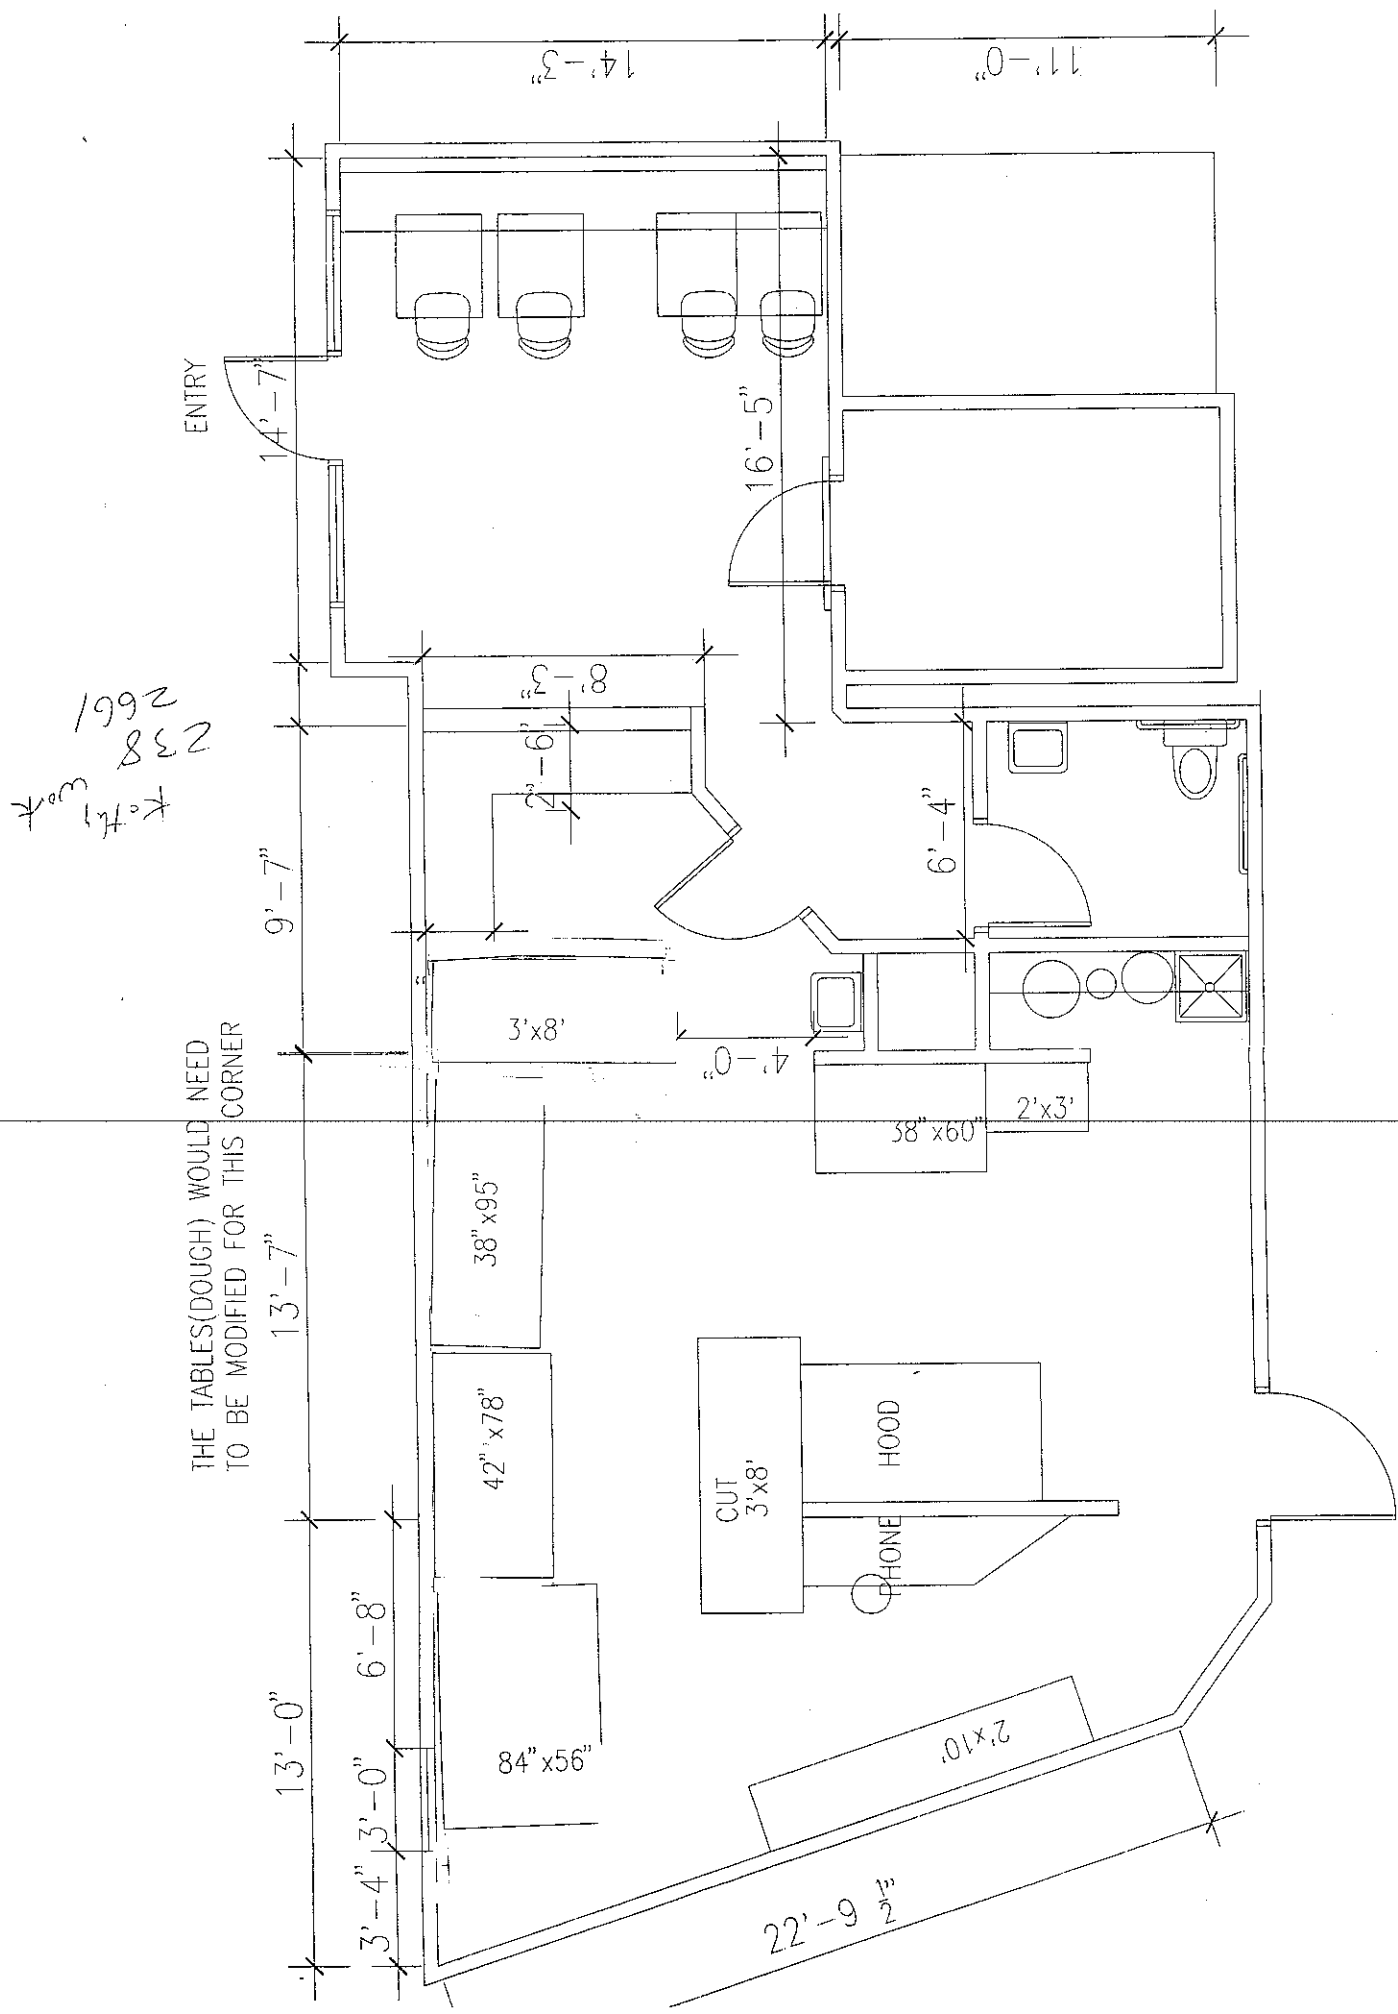 14'-3"
11'-0"
ENTRY
14'-7"
16'-5"
8'-3"
2'-6"
9'-7"
6'-4"
238
2661
Kathy
work
THE TABLES(DOUGH) WOULD NEED
TO BE MODIFIED FOR THIS CORNER
3'x8'
4'-0"
38"x60"
2'x3'
13'-7"
38"x95"
42"x78"
CUT
3'x8'
HOOD
PHONE
13'-0"
6'-8"
3'-0"
3'-4"
84"x56"
2'x10'
22'-9 1/2"